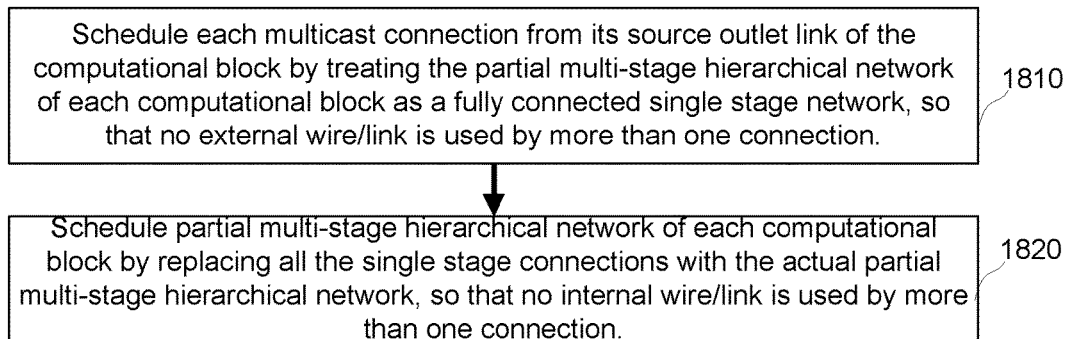 Schedule each multicast connection from its source outlet link of the
computational block by treating the partial multi-stage hierarchical network
of each computational block as a fully connected single stage network, so
that no external wire/link is used by more than one connection.
1810
Schedule partial multi-stage hierarchical network of each computational
block by replacing all the single stage connections with the actual partial
multi-stage hierarchical network, so that no internal wire/link is used by more
than one connection.
1820